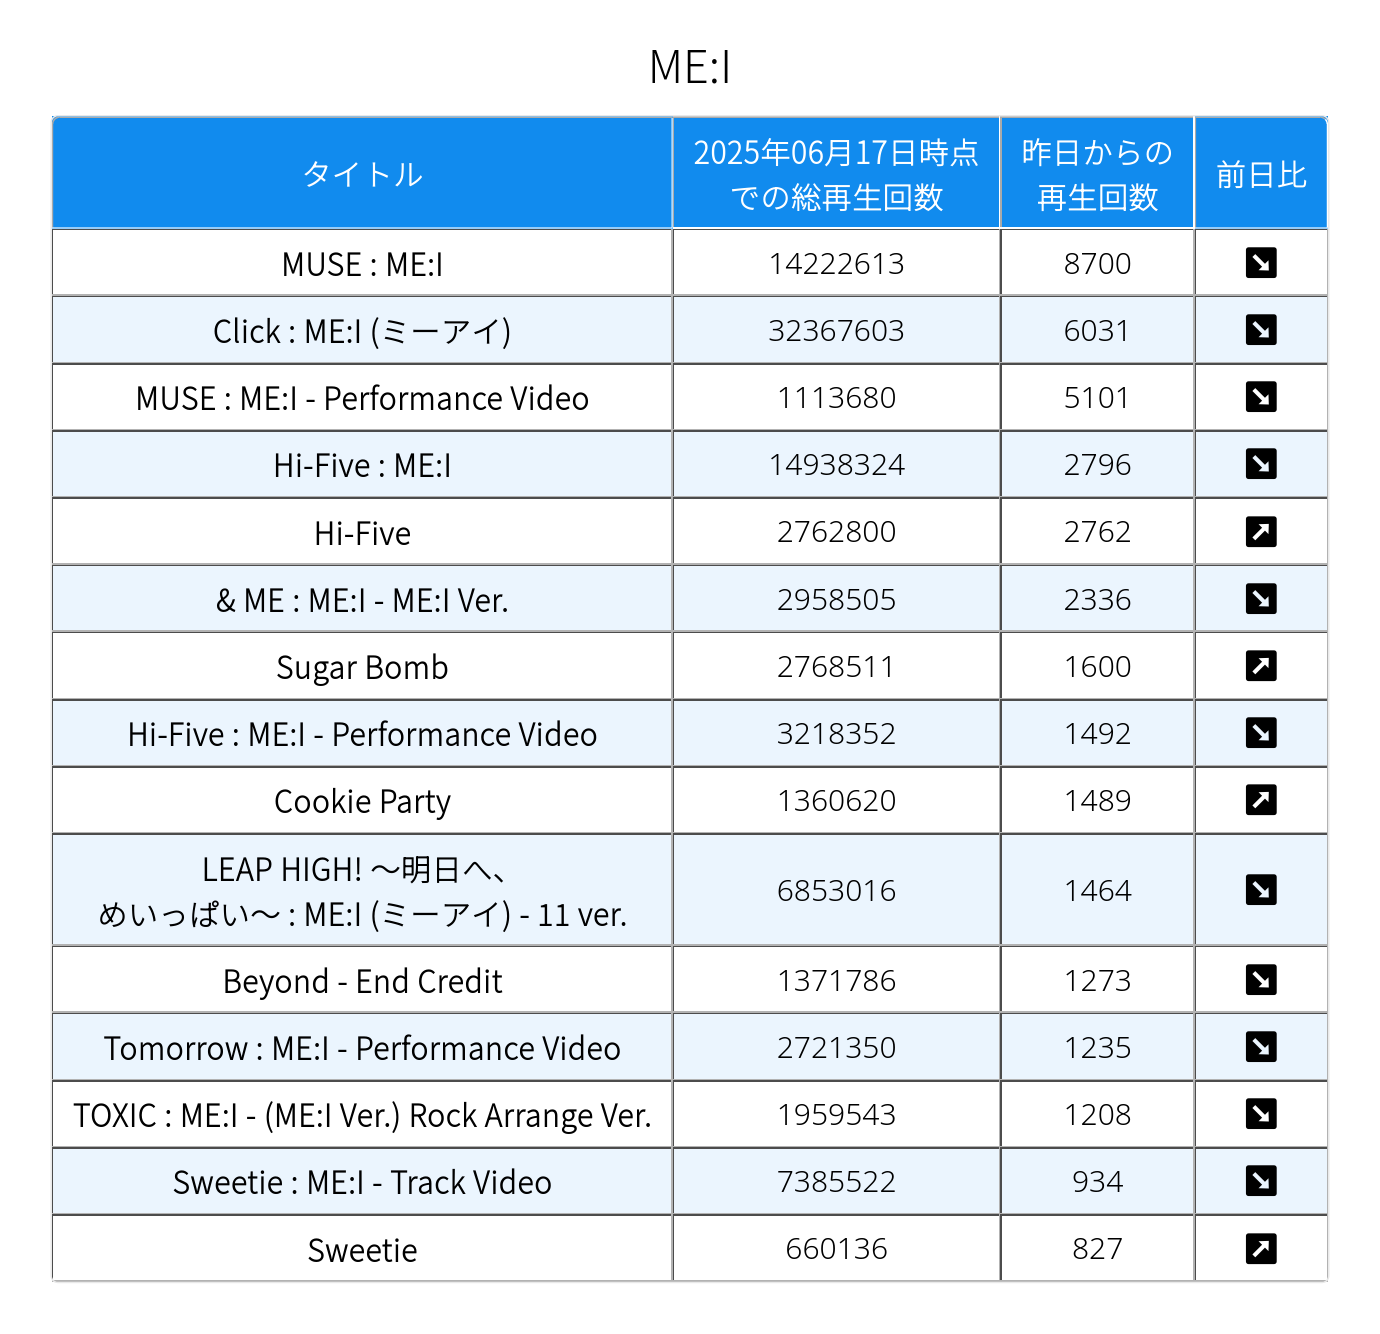 ME:I
タイトル
2025年06月17日時点
での総再生回数
昨日からの
再生回数
前日比
MUSE : ME:I 14222613 8700
Click : ME:I (ミーアイ) 32367603 6031
MUSE : ME:I - Performance Video 1113680 5101
Hi-Five : ME:I 14938324 2796
Hi-Five 2762800 2762
& ME : ME:I - ME:I Ver. 2958505 2336
Sugar Bomb 2768511 1600
Hi-Five : ME:I - Performance Video 3218352 1492
Cookie Party 1360620 1489
LEAP HIGH! 〜明日へ、
めいっぱい〜 : ME:I (ミーアイ) - 11 ver. 6853016 1464
Beyond - End Credit 1371786 1273
Tomorrow : ME:I - Performance Video 2721350 1235
TOXIC : ME:I - (ME:I Ver.) Rock Arrange Ver. 1959543 1208
Sweetie : ME:I - Track Video 7385522 934
Sweetie 660136 827